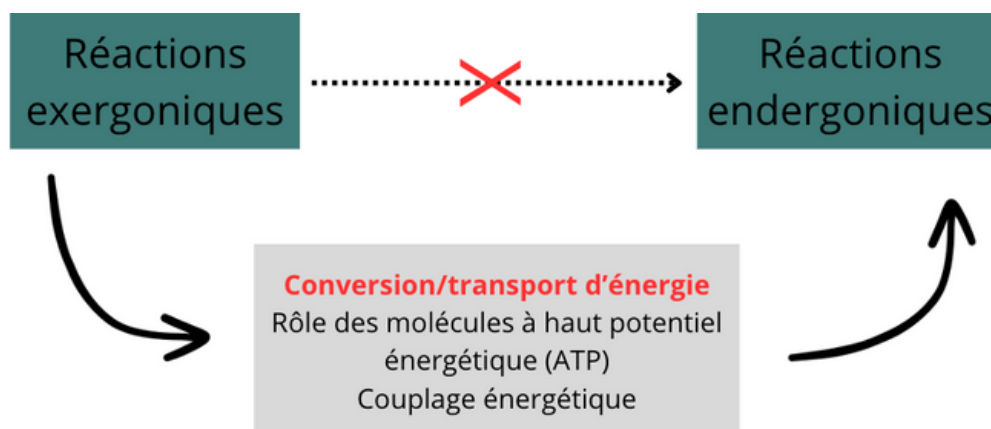 Réactions
exergoniques
Réactions
endergoniques
Conversion/transport d’énergie
Rôle des molécules à haut potentiel
énergétique (ATP)
Couplage énergétique